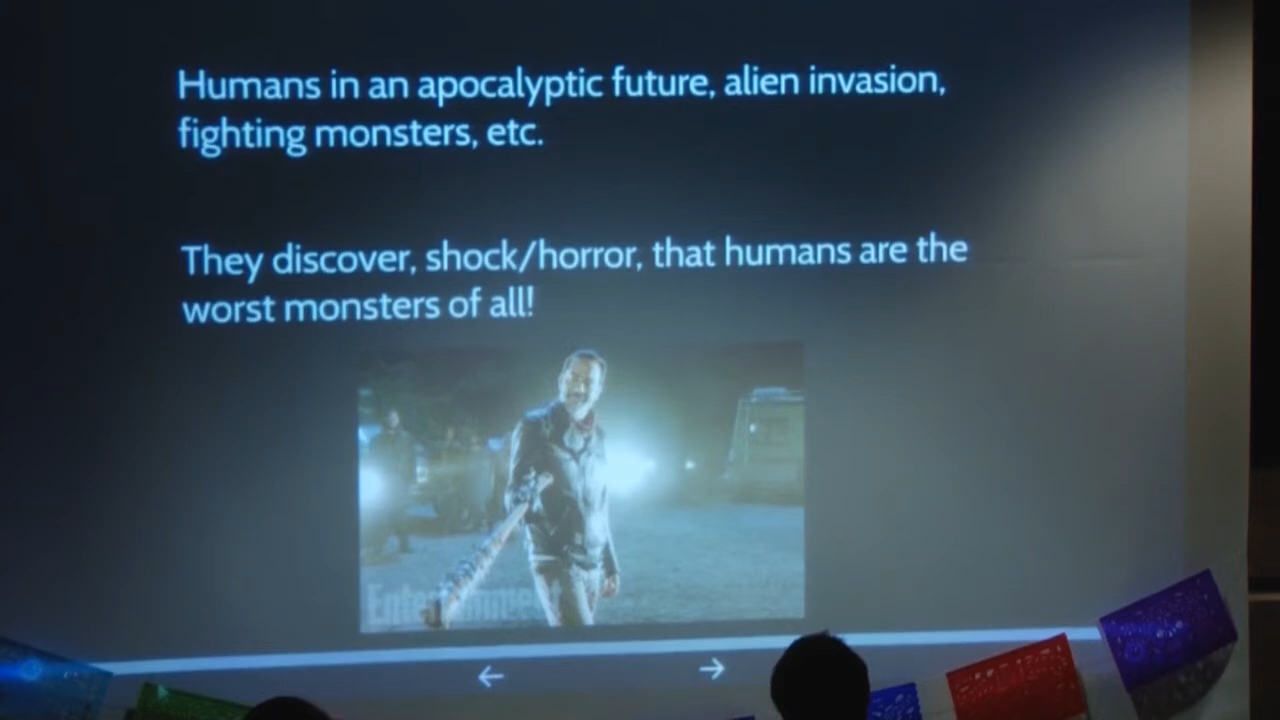 Humans in an apocalyptic future, alien invasion,
fighting monsters, etc.
They discover, shock/horror, that humans are the
worst monsters of all!